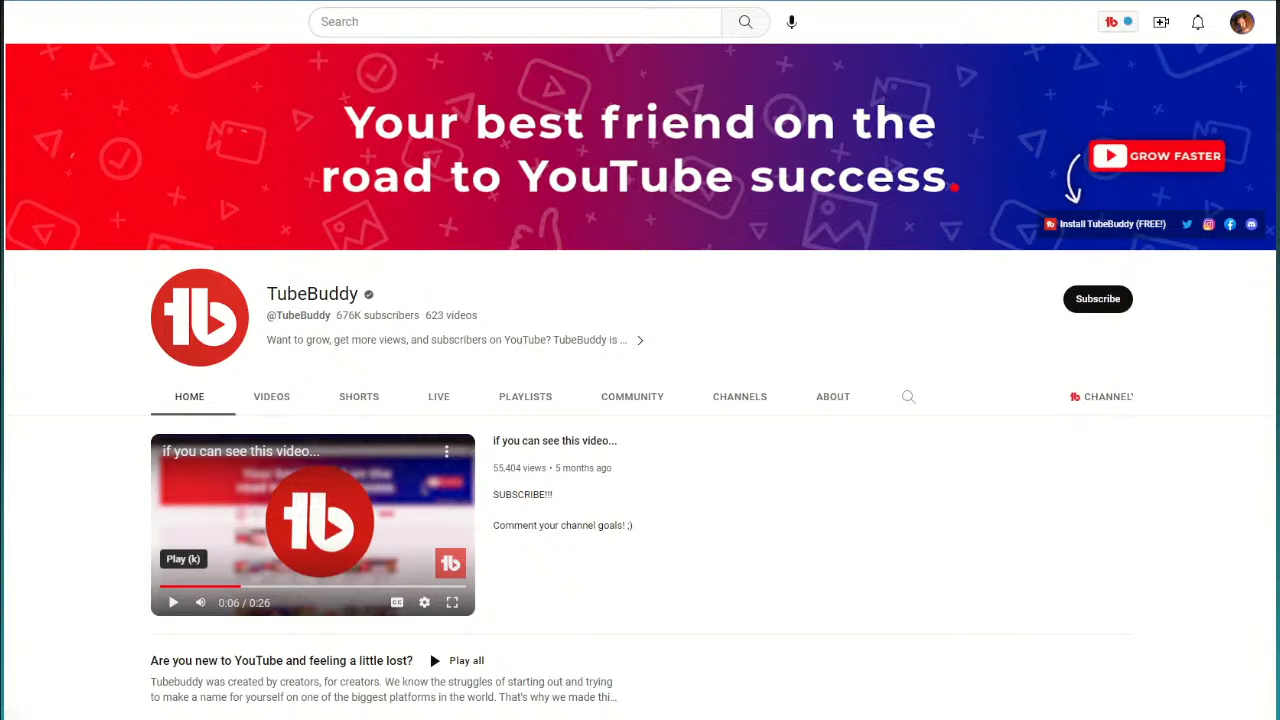 Search
Your best friend on the
road to YouTube success.
GROW FASTER
Install TubeBuddy (FREE!)
TubeBuddy
@TubeBuddy 676K subscribers 623 videos
Subscribe
Want to grow, get more views, and subscribers on YouTube? TubeBuddy is ...
HOME VIDEOS SHORTS LIVE PLAYLISTS COMMUNITY CHANNELS ABOUT tb CHANNEL'
if you can see this video...
tb
tb
Play (k)
0:06 / 0:26
CC
if you can see this video...
55,404 views • 5 months ago
SUBSCRIBE!!!
Comment your channel goals! ;)
Are you new to YouTube and feeling a little lost? Play all
Tubebuddy was created by creators, for creators. We know the struggles of starting out and trying
to make a name for yourself on one of the biggest platforms in the world. That's why we made thi...